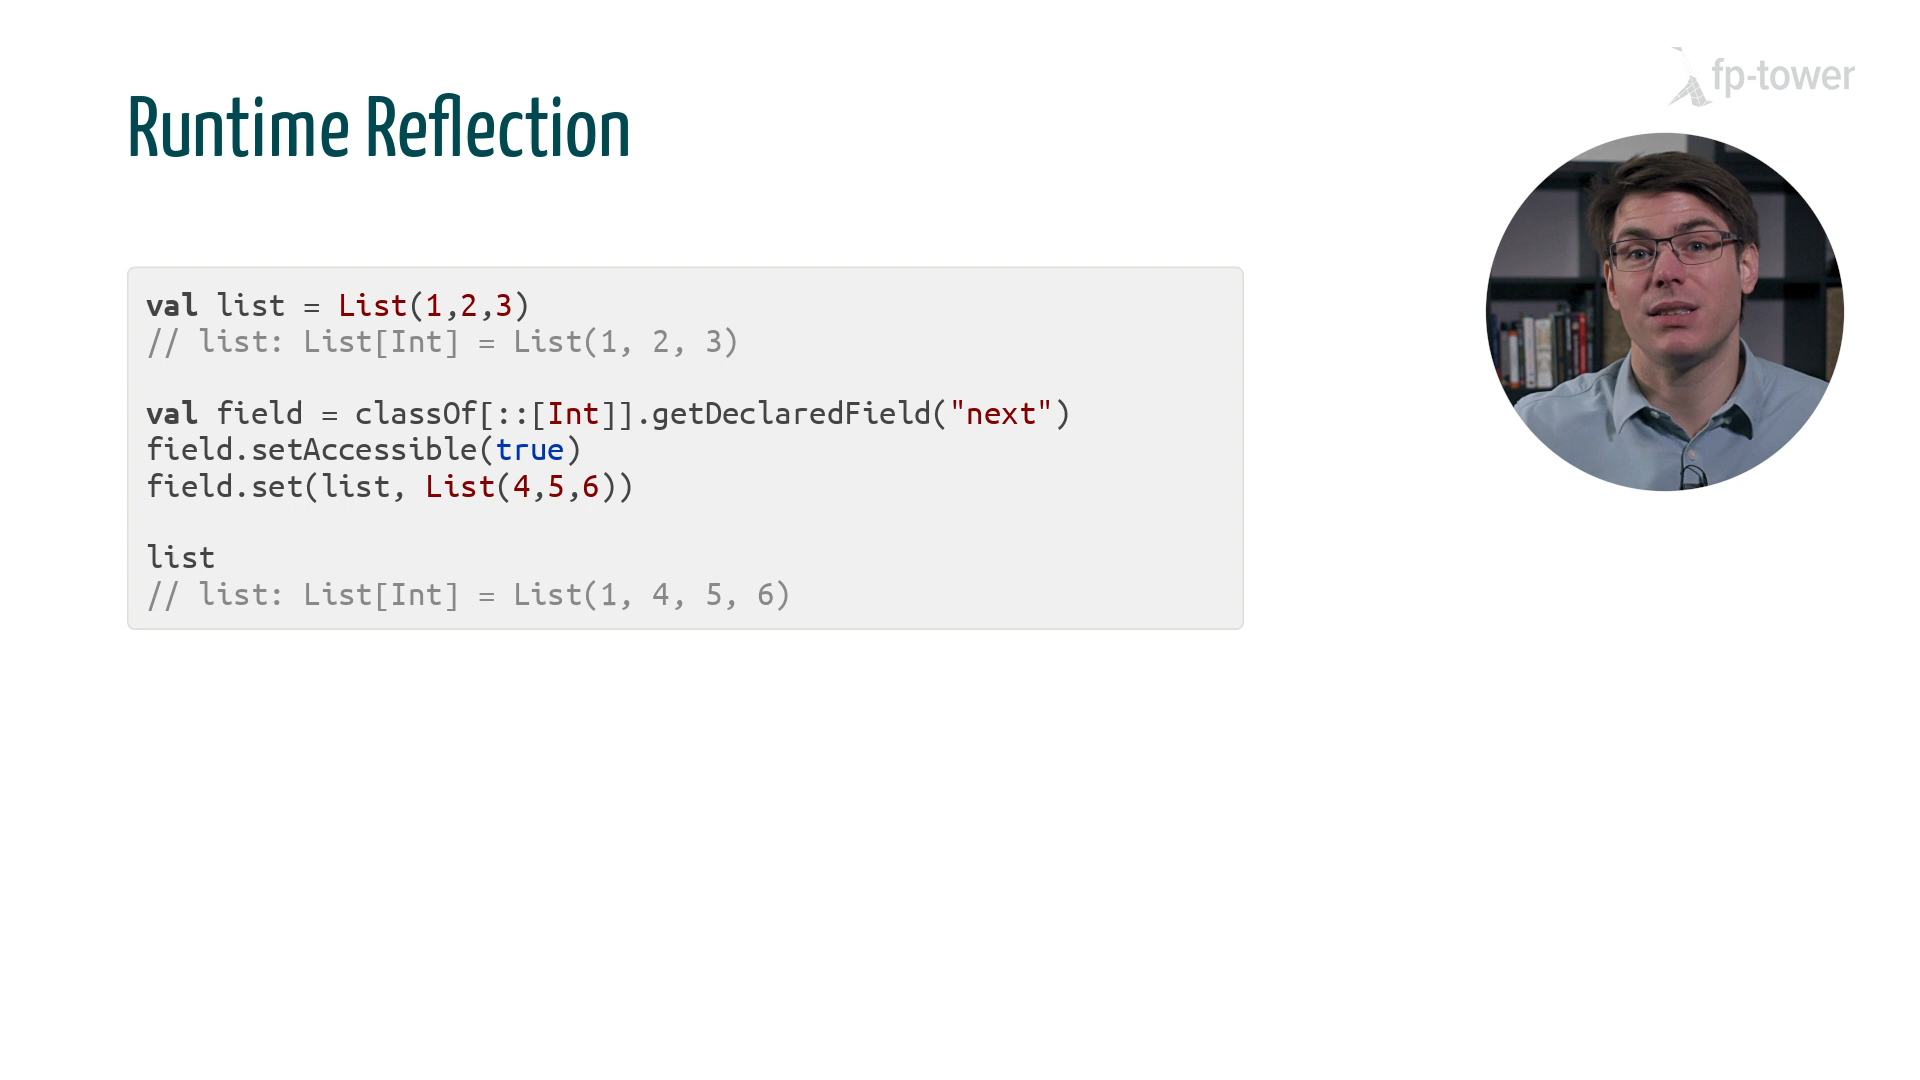 fp-tower
Runtime Reflection
val list = List(1,2,3)
// list: List[Int] = List(1, 2, 3)
val field = classOf[::[Int]].getDeclaredField("next")
field.setAccessible(true)
field.set(list, List(4,5,6))
list
// list: List[Int] = List(1, 4, 5, 6)